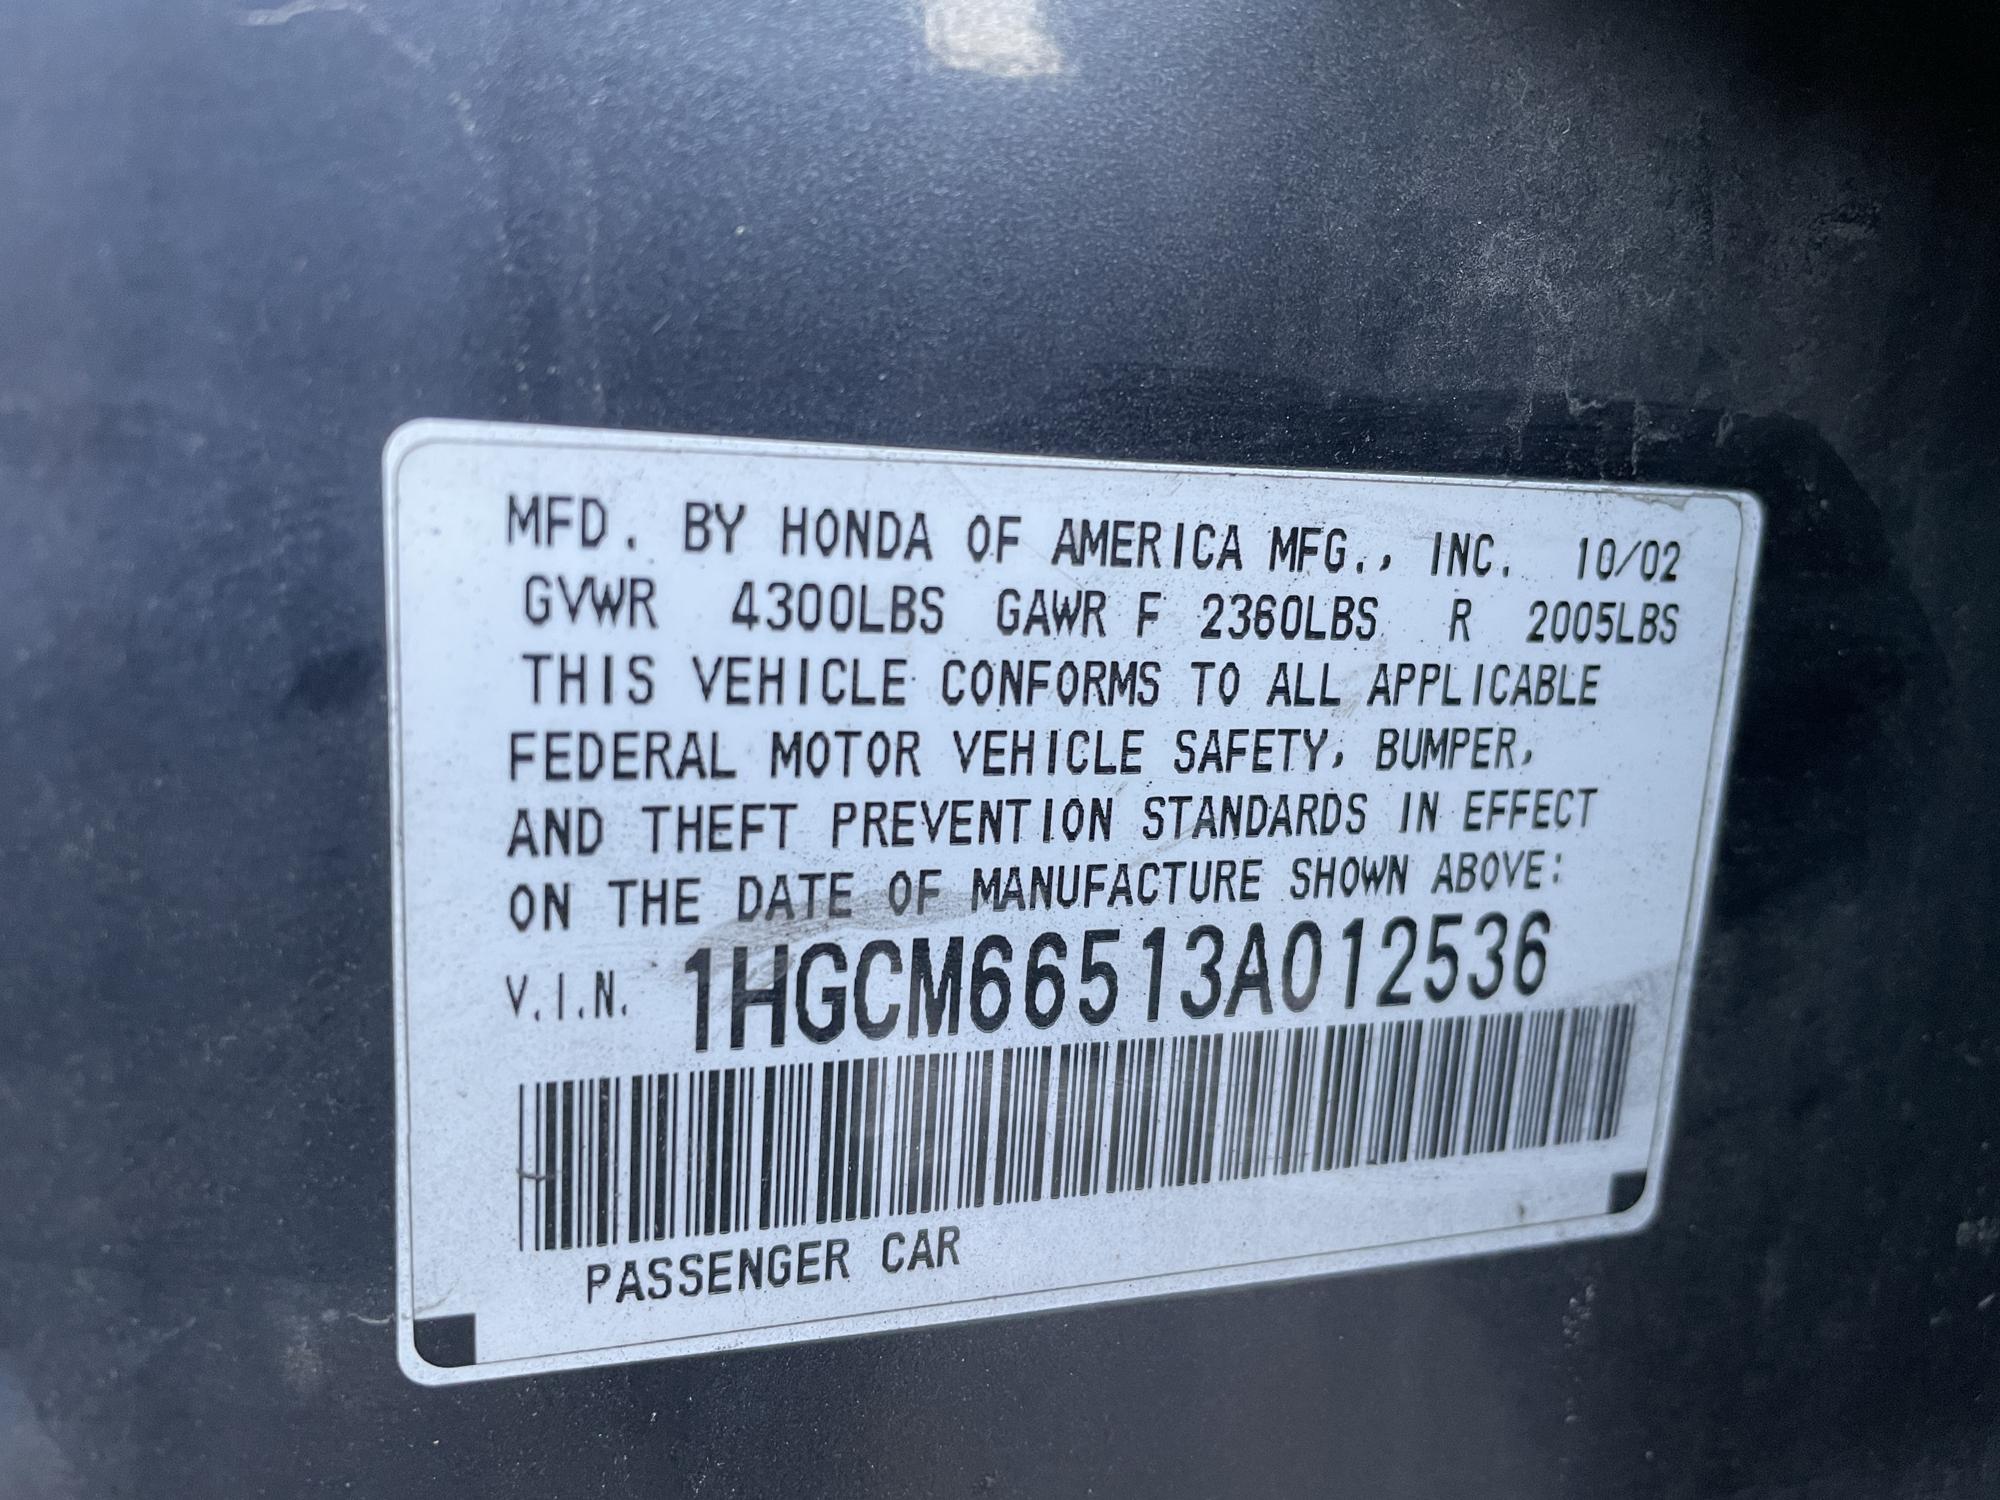 MFD. BY HONDA OF AMERICA MFG., INC. 10/02
GVWR 4300LBS GAWR F 2360LBS R 2005LBS
THIS VEHICLE CONFORMS TO ALL APPLICABLE
FEDERAL MOTOR VEHICLE SAFETY, BUMPER,
AND THEFT PREVENTION STANDARDS IN EFFECT
ON THE DATE OF MANUFACTURE SHOWN ABOVE:
V.I.N. 1HGCM66513A012536
PASSENGER CAR